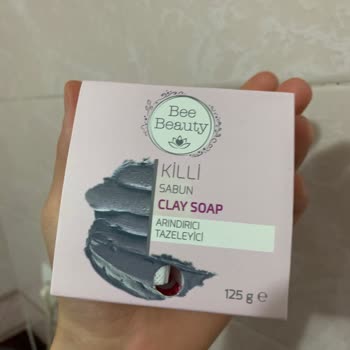 Bee
Beauty
KİLLİ
SABUN
CLAY SOAP
ARINDIRICI
TAZELEYİCİ
125 g ℮